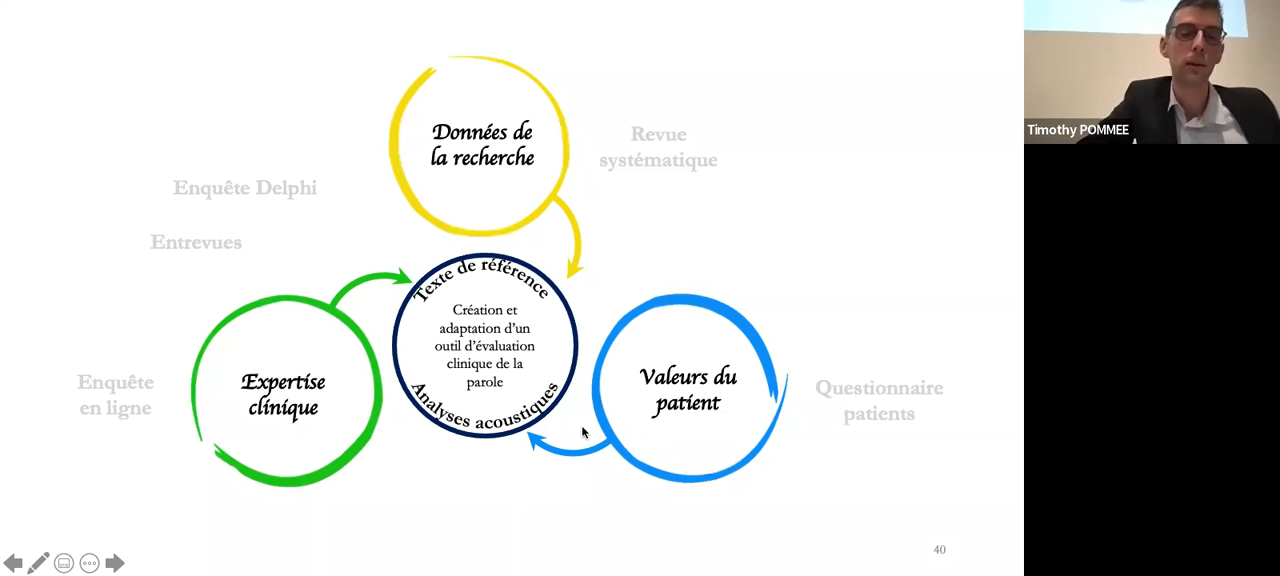 Données de
la recherche
Revue
systématique
Enquête Delphi
Entrevues
Texte de référence
Création et
adaptation d'un
outil d'évaluation
clinique de la
parole
Analyses acoustiques
Expertise
clinique
Enquête
en ligne
Valeurs du
patient
Questionnaire
patients
40
Timothy POMMEE